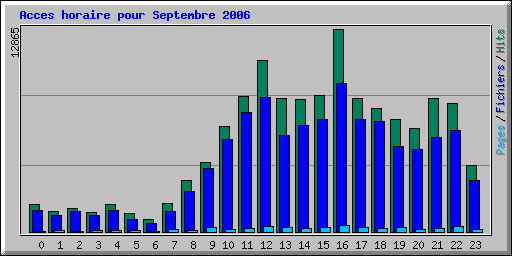 Acces horaire pour Septembre 2006
12865
Pages / Fichiers / Hits
0 1 2 3 4 5 6 7 8 9 10 11 12 13 14 15 16 17 18 19 20 21 22 23